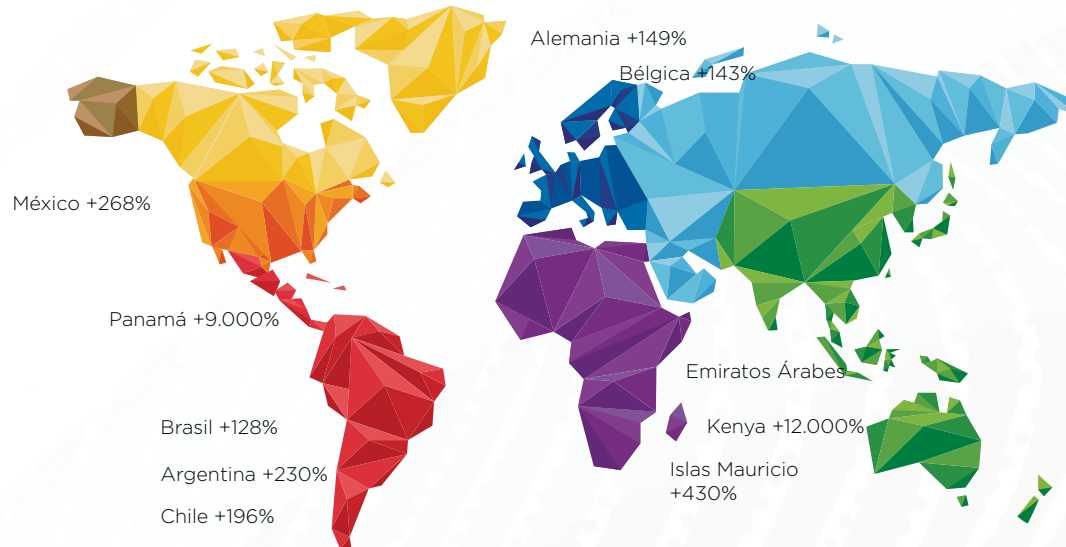 Alemania +149%
Bélgica +143%
México +268%
Panamá +9.000%
Emiratos Árabes
Brasil +128%
Kenya +12.000%
Argentina +230%
Islas Mauricio
+430%
Chile +196%